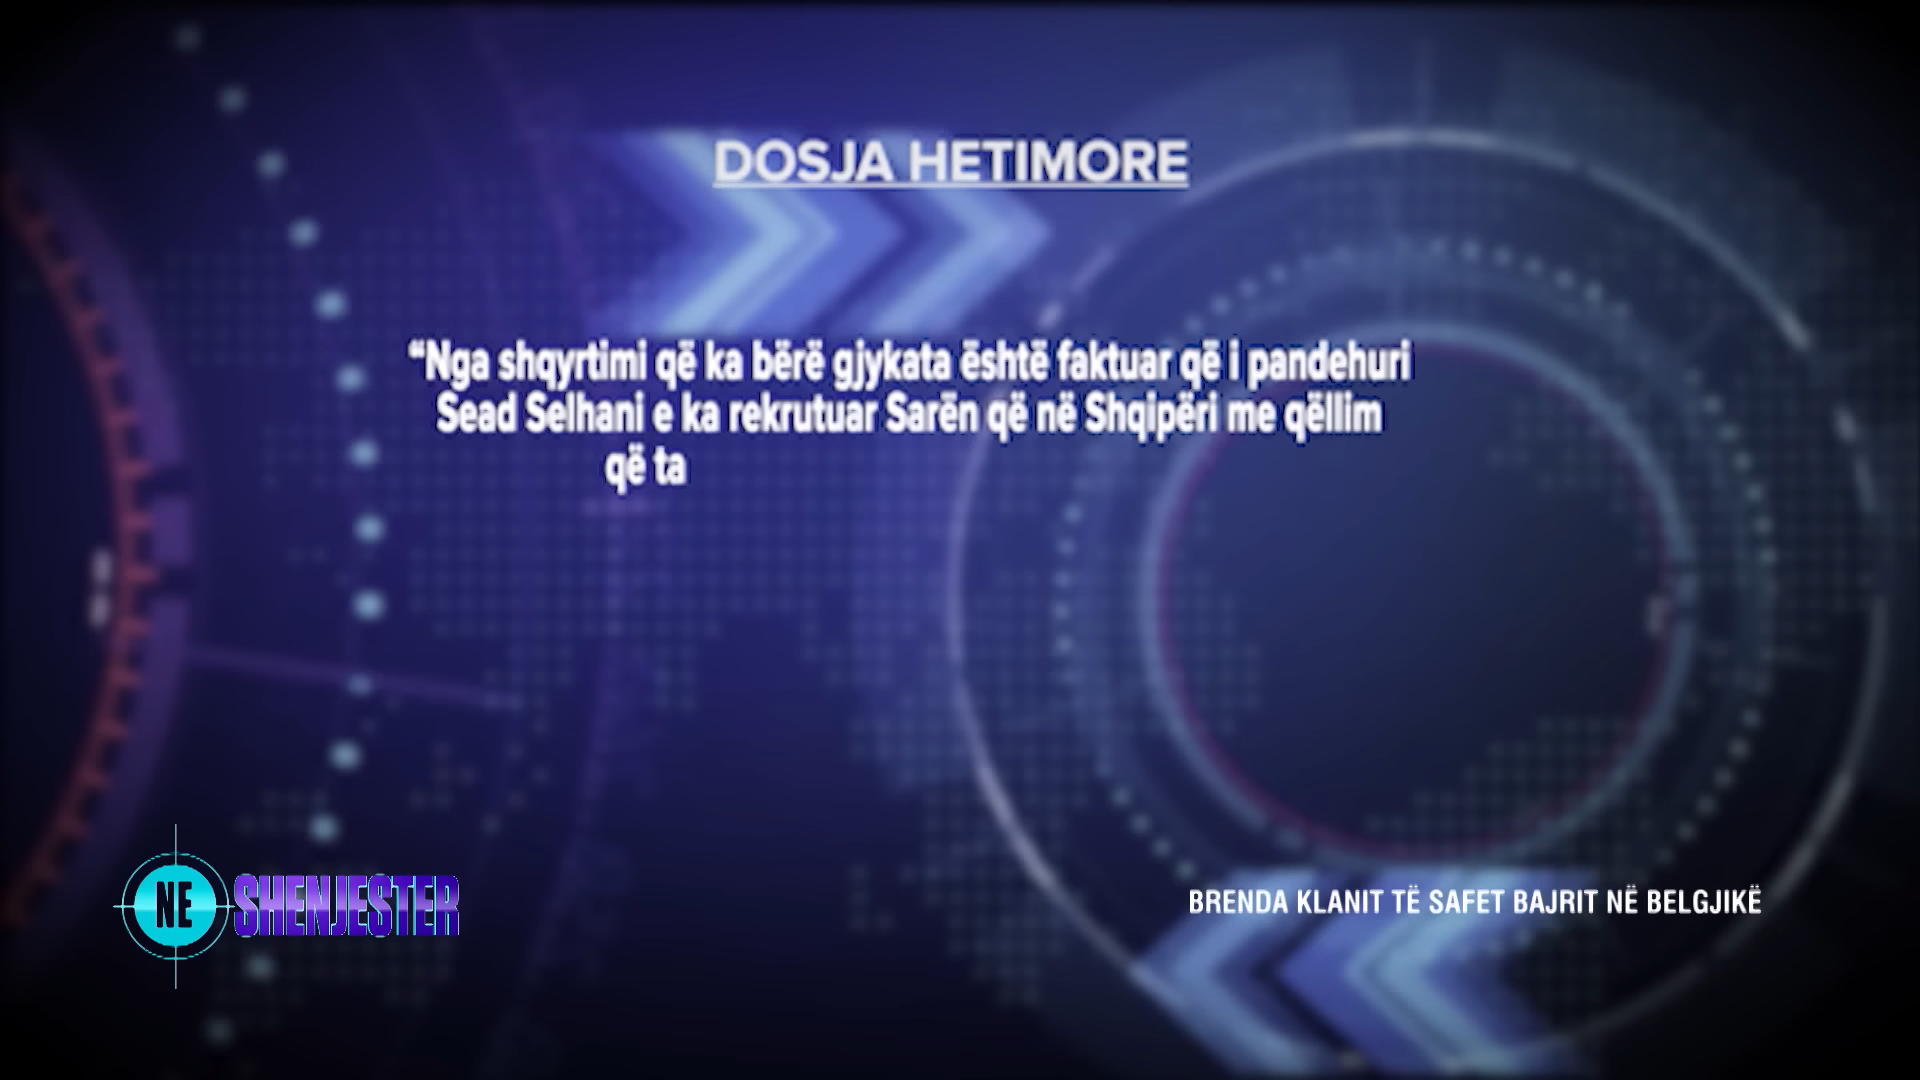 DOSJA HETIMORE
“Nga shqyrtimi që ka bërë gjykata është faktuar që i pandehuri
Sead Selhani e ka rekrutuar Sarën që në Shqipëri me qëllim
që ta
NE SHENJESTER
BRENDA KLANIT TË SAFET BAJRIT NË BELGJIKË